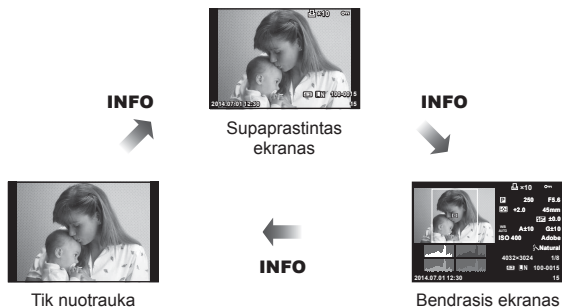 ×10
100-0015
2014.07.01 12:30 15
INFO
INFO
Supaprastintas
ekranas
×10
P 250 F5.6
+2.0 45mm
±0.0
WB AUTO A±10 G±10
ISO 400 Adobe
Natural
4032×3024 1/8
N 100-0015
2014.07.01 12:30 15
INFO
Tik nuotrauka
Bendrasis ekranas